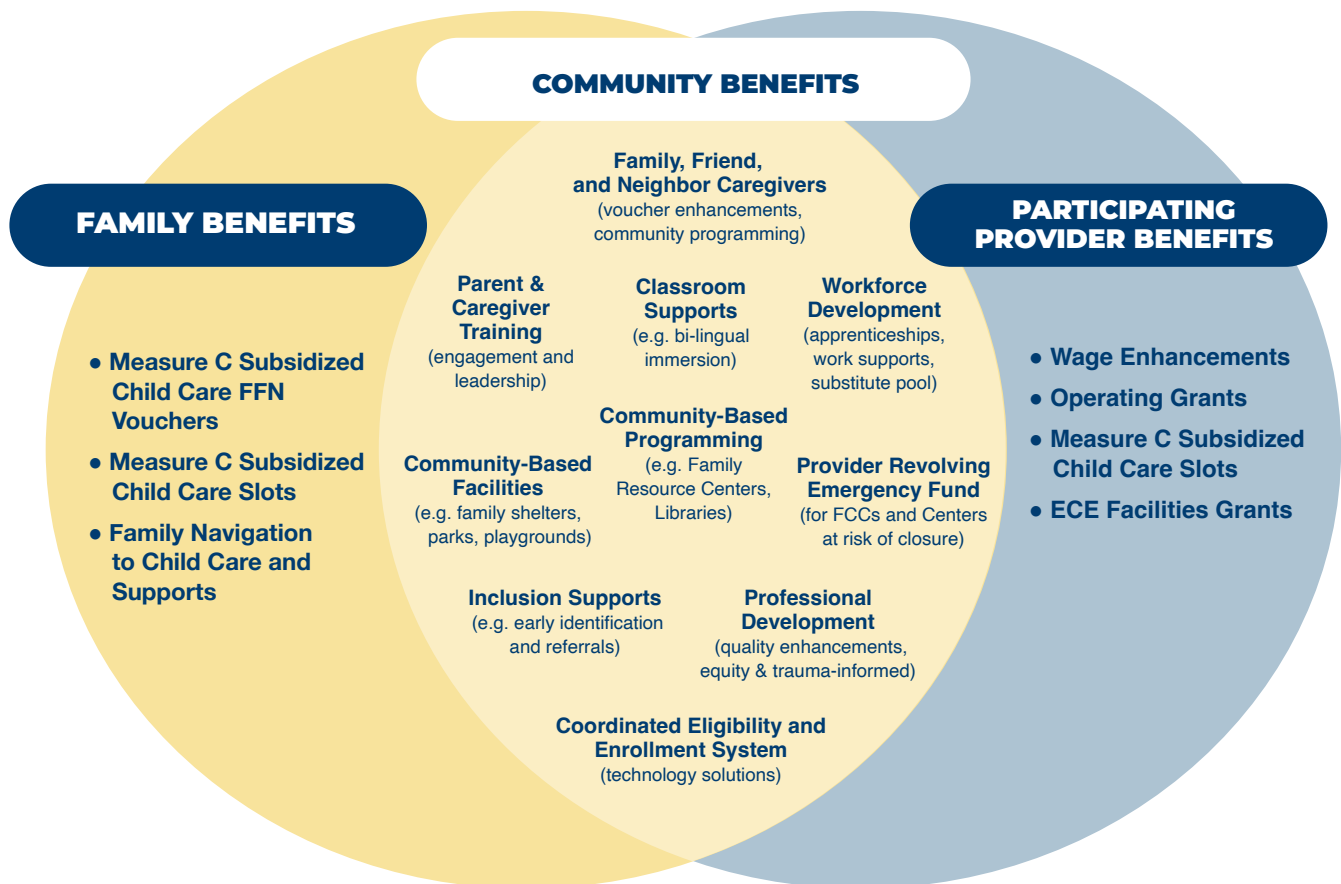 COMMUNITY BENEFITS
FAMILY BENEFITS
● Measure C Subsidized
Child Care FFN
Vouchers
● Measure C Subsidized
Child Care Slots
● Family Navigation
to Child Care and
Supports
Family, Friend,
and Neighbor Caregivers
(voucher enhancements,
community programming)
Parent &
Caregiver
Training
(engagement and
leadership)
Classroom
Supports
(e.g. bi-lingual
immersion)
Workforce
Development
(apprenticeships,
work supports,
substitute pool)
Community-Based
Facilities
(e.g. family shelters,
parks, playgrounds)
Community-Based
Programming
(e.g. Family
Resource Centers,
Libraries)
Provider Revolving
Emergency Fund
(for FCCs and Centers
at risk of closure)
Inclusion Supports
(e.g. early identification
and referrals)
Professional
Development
(quality enhancements,
equity & trauma-informed)
Coordinated Eligibility and
Enrollment System
(technology solutions)
PARTICIPATING
PROVIDER BENEFITS
● Wage Enhancements
● Operating Grants
● Measure C Subsidized
Child Care Slots
● ECE Facilities Grants